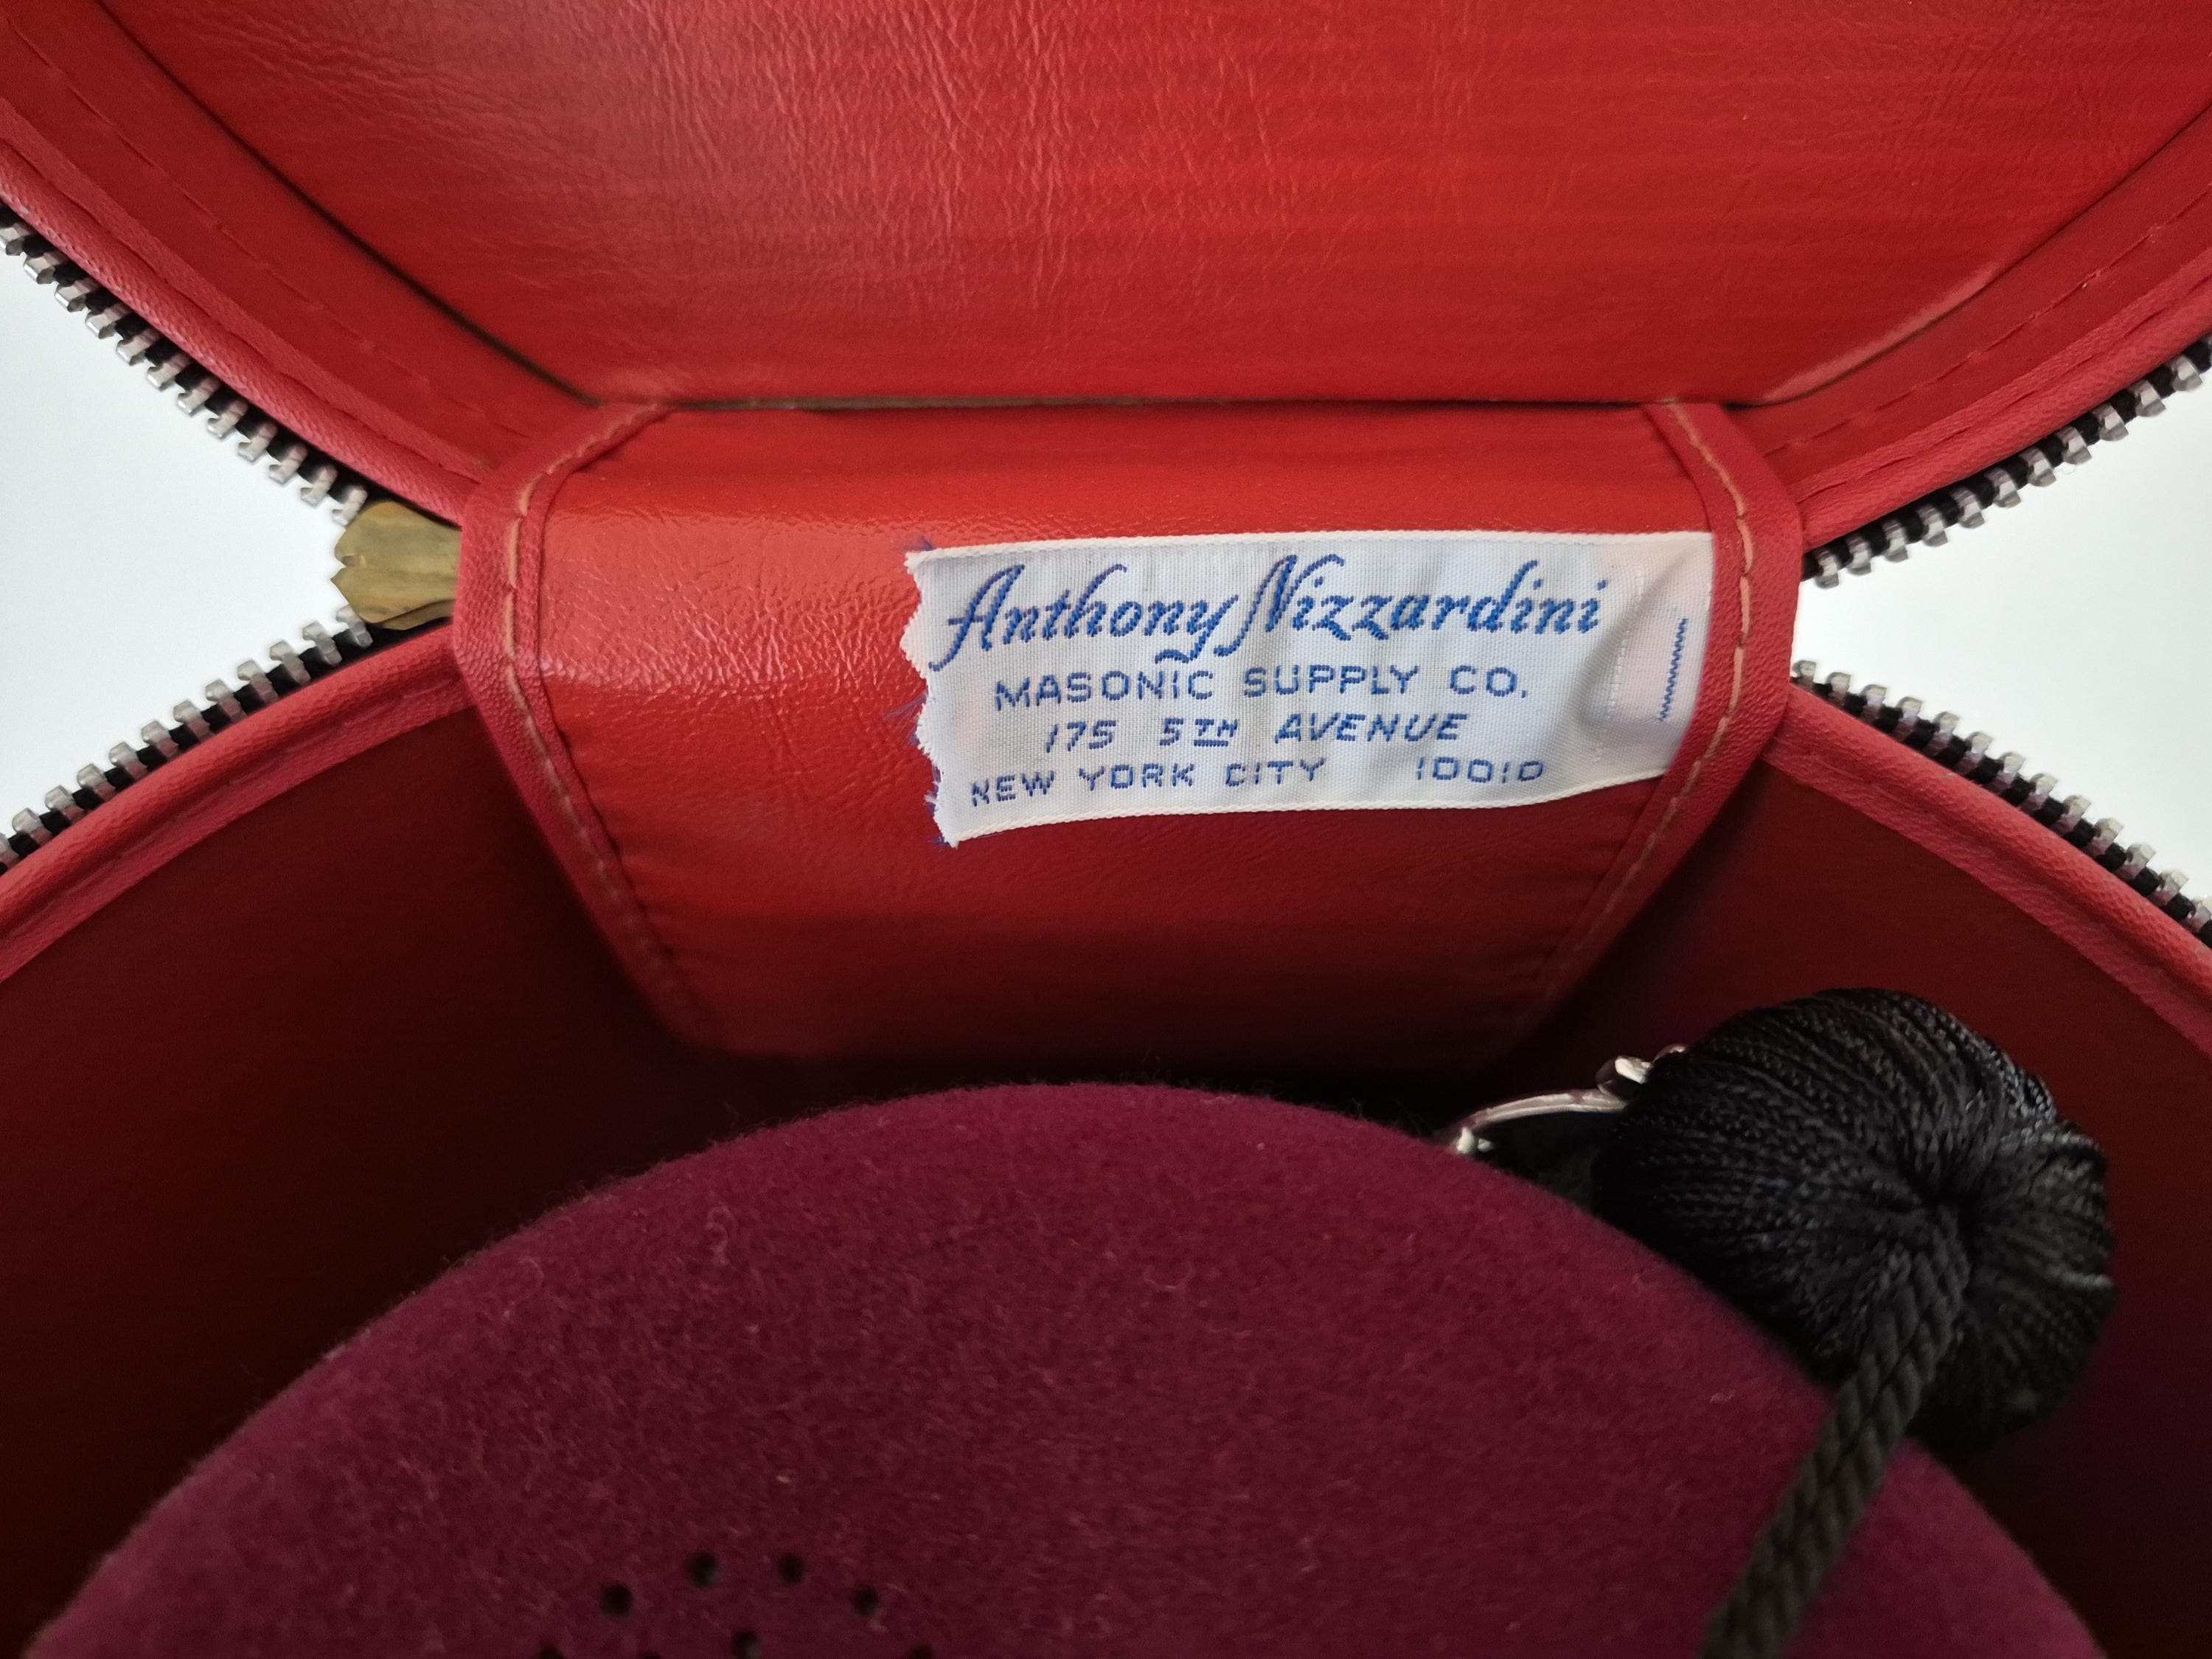 Anthony Nizzardini
MASONIC SUPPLY CO.
175 5TH AVENUE
NEW YORK CITY 10010